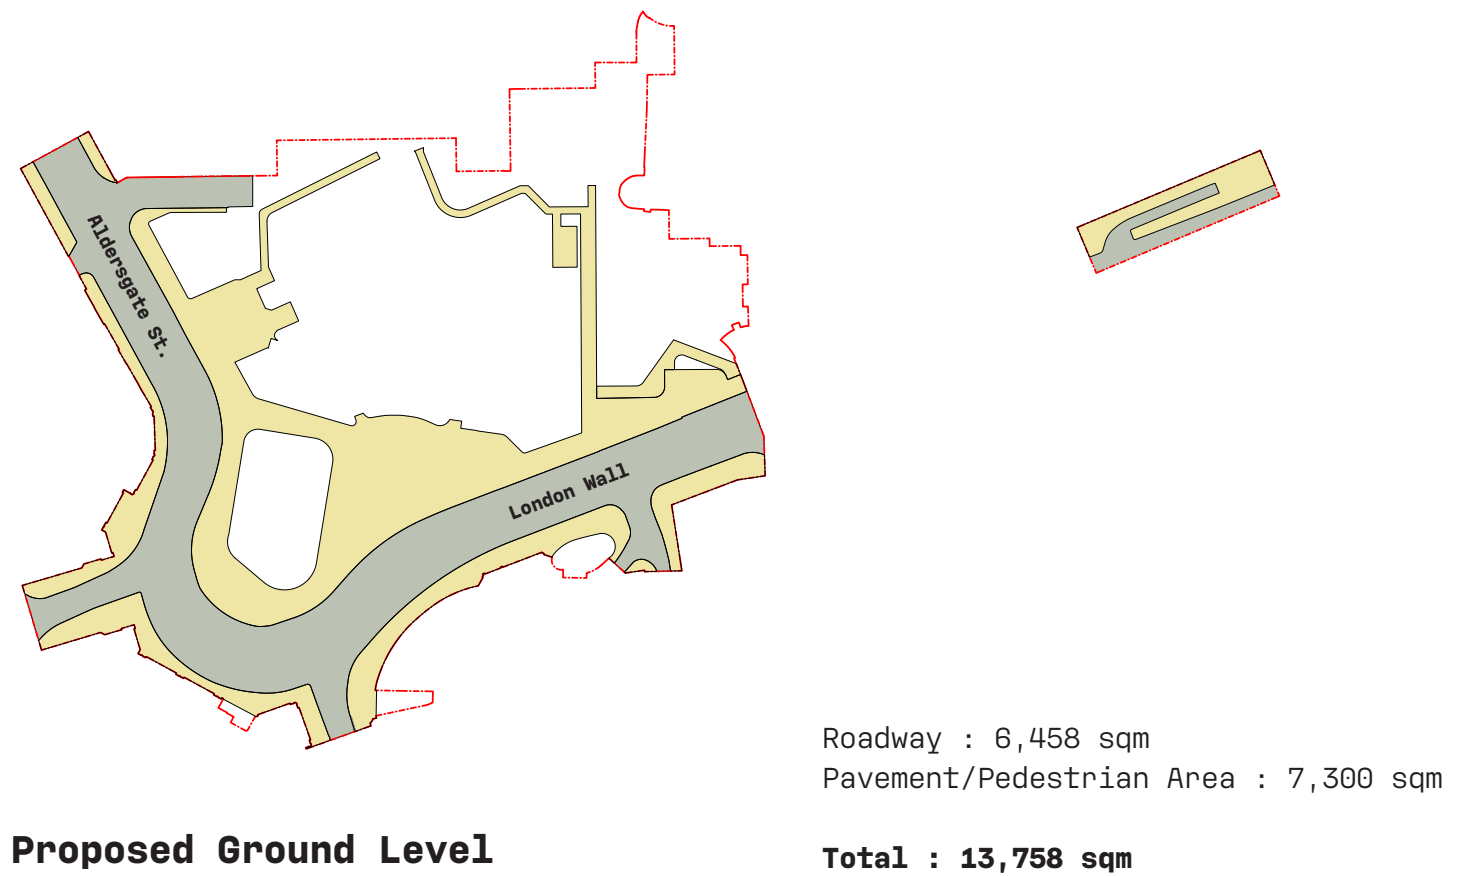 Aldersgate St.
London Wall
Roadway : 6,458 sqm
Pavement/Pedestrian Area : 7,300 sqm
Proposed Ground Level
Total : 13,758 sqm